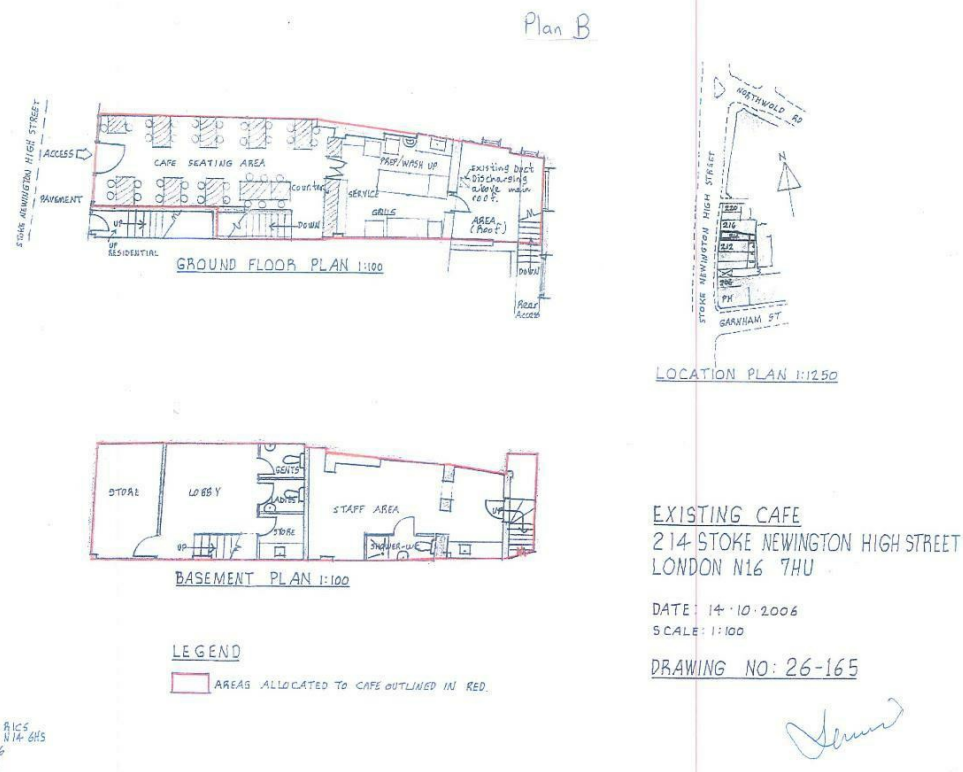 Plan B
STOKE NEWINGTON HIGH STREET
ACCESS
PAVEMENT
CAFE SEATING AREA
counter
SERVICE
PREP/WASH UP
GRILLS
existing Duct
Discharging
above main
roof.
AREA
(Roof)
UP
DOWN
UP
RESIDENTIAL
DOWN
Rear
Access
GROUND FLOOR PLAN 1:100
NORTHWOLD RD
N
STOKE NEWINGTON HIGH STREET
220
216
212
206
PH
GARNHAM ST
LOCATION PLAN 1:1250
STORE
LOBBY
GENTS
LADIES
STORE
UP
STAFF AREA
SHOWER-WC
UP
BASEMENT PLAN 1:100
EXISTING CAFE
214 STOKE NEWINGTON HIGH STREET
LONDON N16 7HU
DATE: 14·10·2006
SCALE: 1:100
DRAWING NO: 26-165
LEGEND
AREAS ALLOCATED TO CAFE OUTLINED IN RED.
RICS
N14 6HS